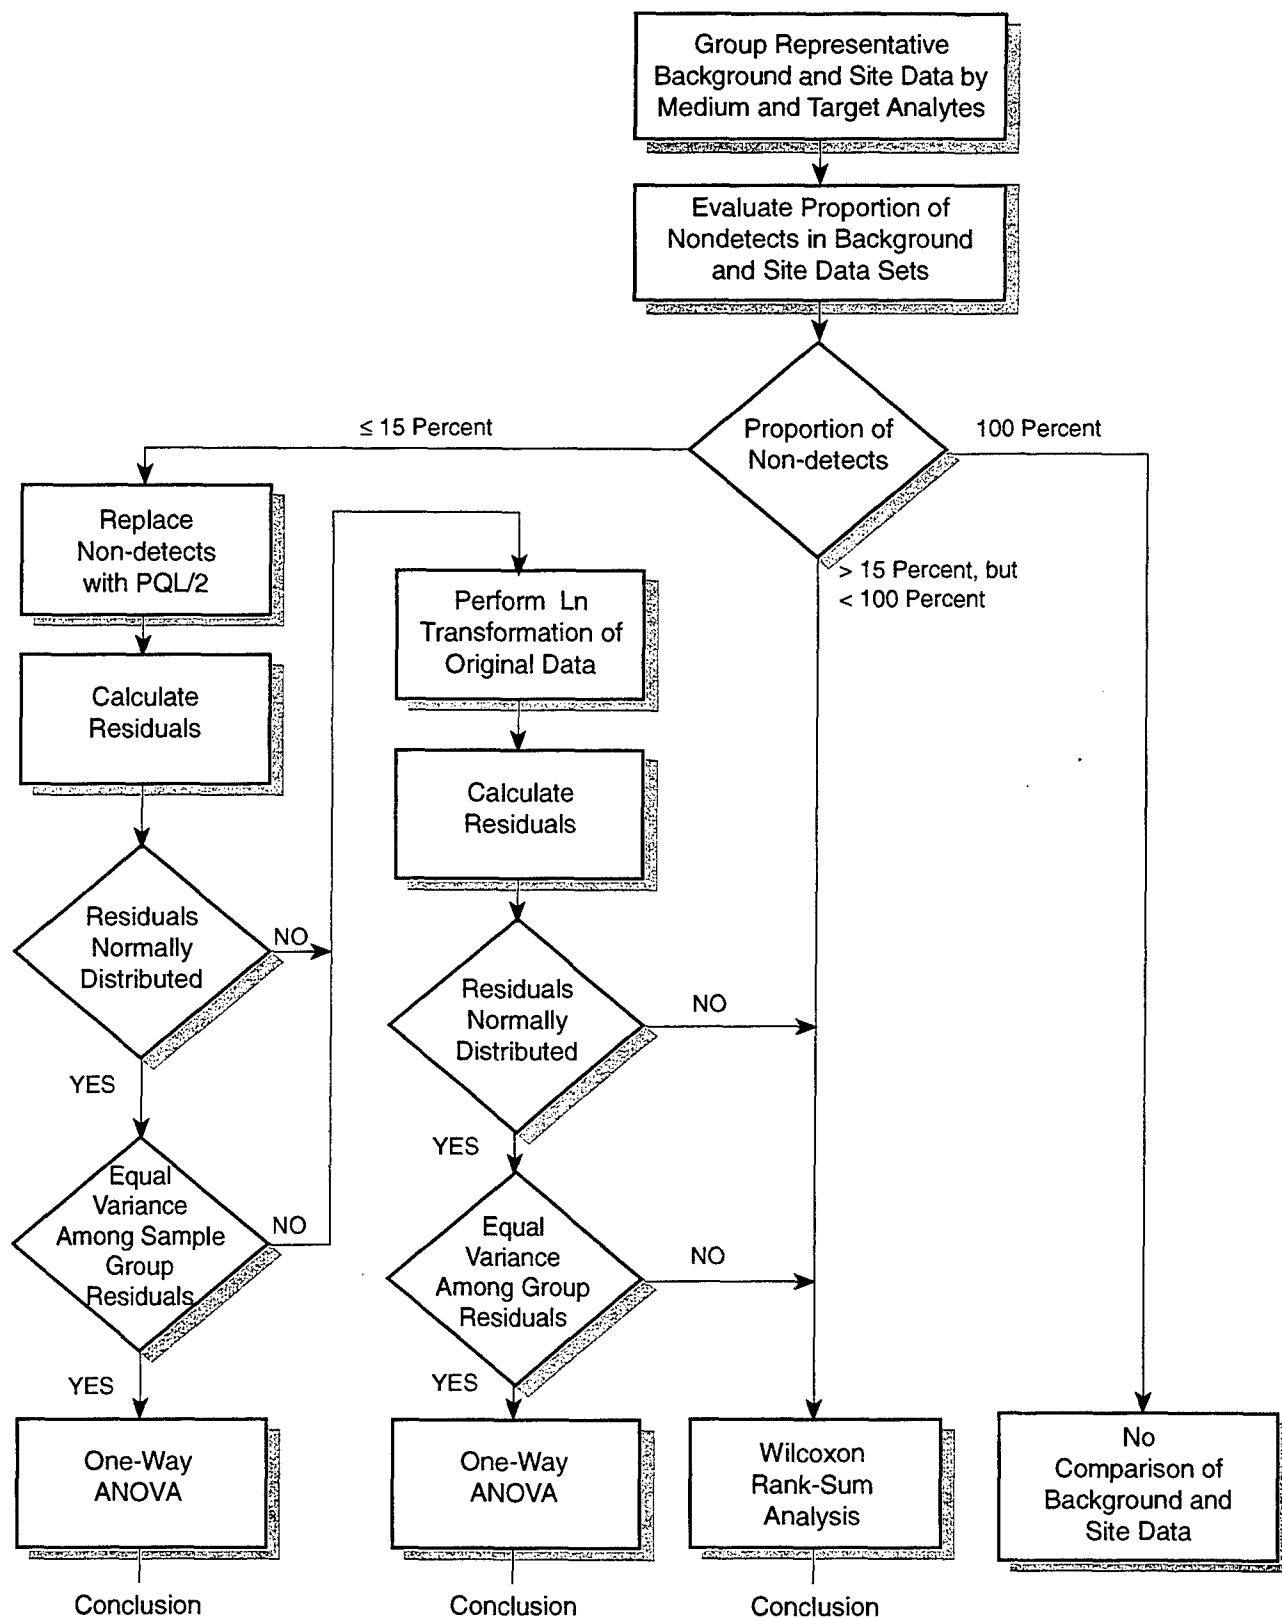 Group Representative
Background and Site Data by
Medium and Target Analytes
Evaluate Proportion of
Nondetects in Background
and Site Data Sets
Proportion of
Non-detects
≤ 15 Percent
100 Percent
> 15 Percent, but
< 100 Percent
Replace
Non-detects
with PQL/2
Calculate
Residuals
Residuals
Normally
Distributed
NO
YES
Equal
Variance
Among Sample
Group
Residuals
NO
YES
One-Way
ANOVA
Conclusion
Perform Ln
Transformation of
Original Data
Calculate
Residuals
Residuals
Normally
Distributed
NO
YES
Equal
Variance
Among Group
Residuals
NO
YES
One-Way
ANOVA
Conclusion
Wilcoxon
Rank-Sum
Analysis
Conclusion
No
Comparison of
Background and
Site Data